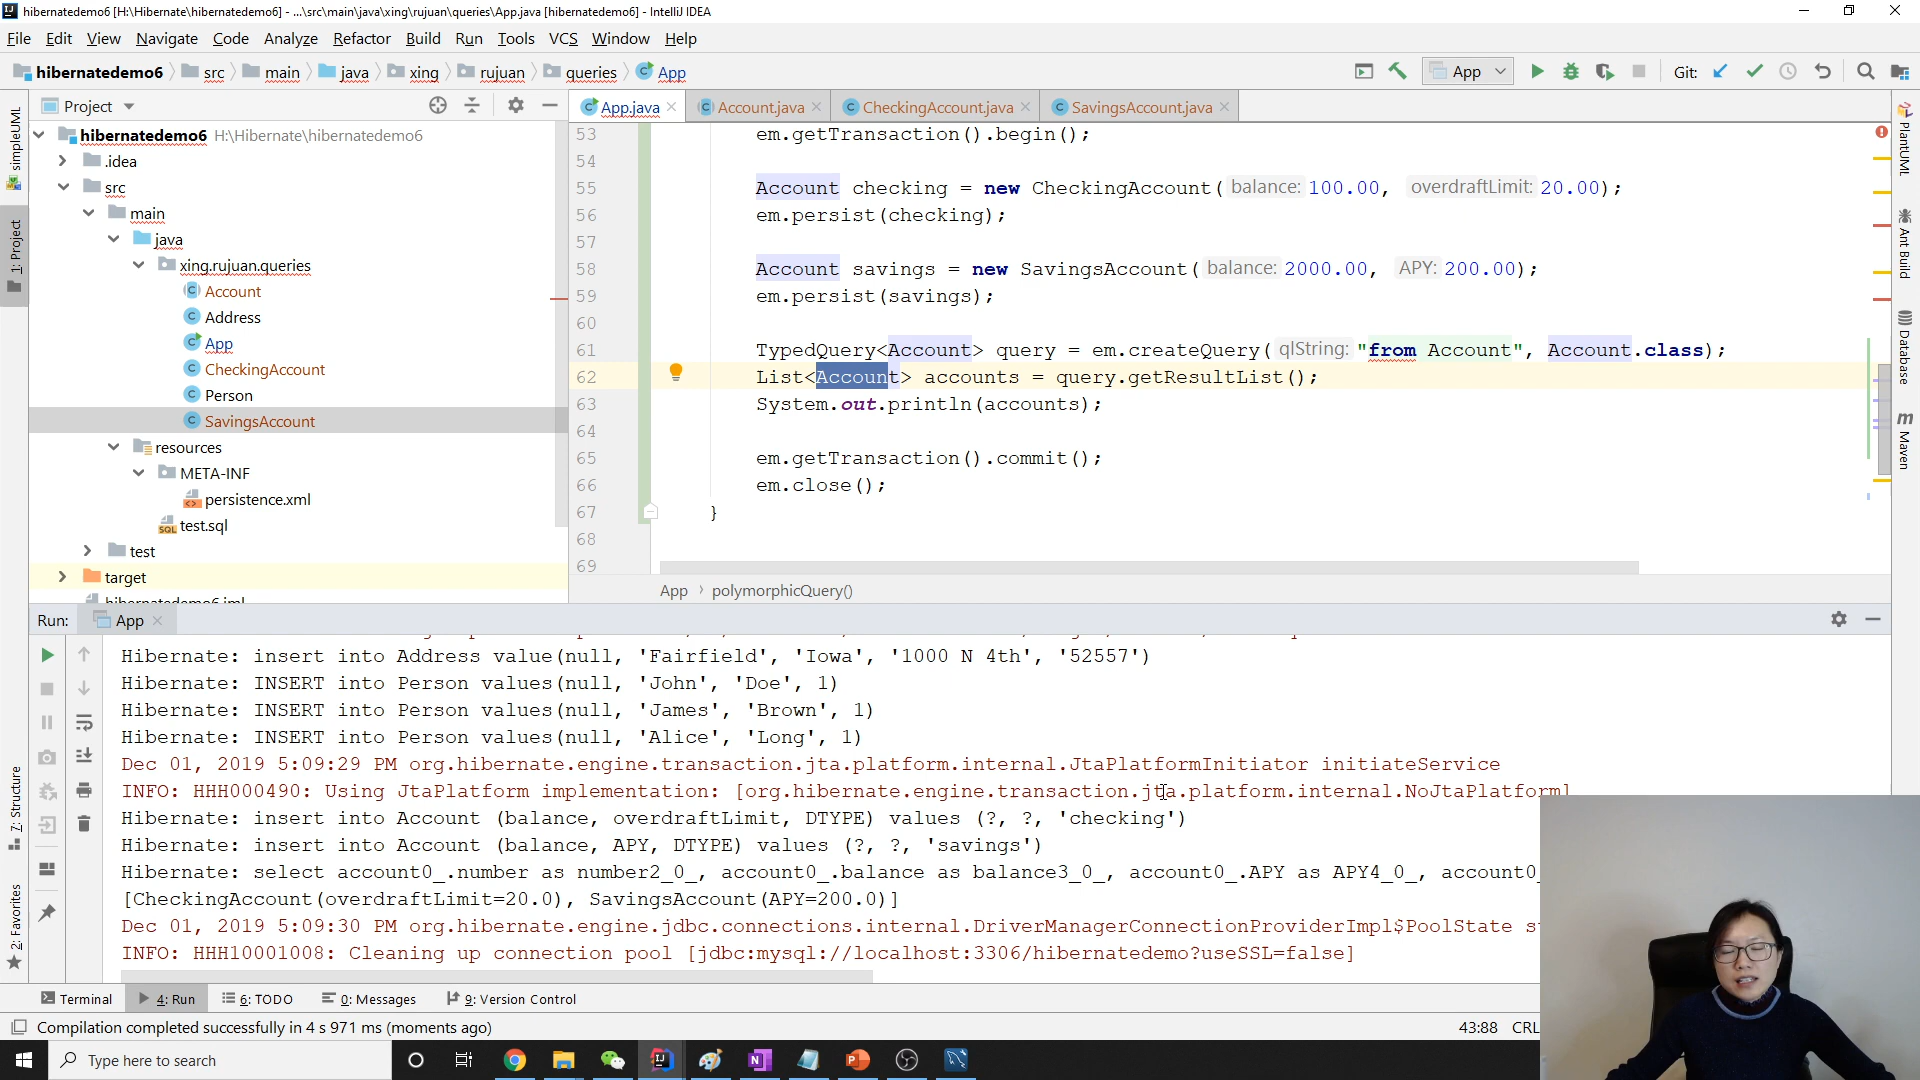 hibernatedemo6 [H:\Hibernate\hibernatedemo6] - ...\src\main\java\xing\rujuan\queries\App.java [hibernatedemo6] - IntelliJ IDEA
File Edit View Navigate Code Analyze Refactor Build Run Tools VCS Window Help
hibernatedemo6 src main java xing rujuan queries App
App Git:
Project
App.java Account.java CheckingAccount.java SavingsAccount.java
hibernatedemo6 H:\Hibernate\hibernatedemo6
.idea
src
main
java
xing.rujuan.queries
Account
Address
App
CheckingAccount
Person
SavingsAccount
resources
META-INF
persistence.xml
test.sql
test
target
53 em.getTransaction().begin();
54
55 Account checking = new CheckingAccount( balance: 100.00, overdraftLimit: 20.00);
56 em.persist(checking);
57
58 Account savings = new SavingsAccount( balance: 2000.00, APY: 200.00);
59 em.persist(savings);
60
61 TypedQuery<Account> query = em.createQuery( qlString: "from Account", Account.class);
62 List<Account> accounts = query.getResultList();
63 System.out.println(accounts);
64
65 em.getTransaction().commit();
66 em.close();
67 }
68
69
App › polymorphicQuery()
simpleUML
1: Project
7: Structure
2: Favorites
PlantUML
Ant Build
Database
Maven
Run: App
Hibernate: insert into Address value(null, 'Fairfield', 'Iowa', '1000 N 4th', '52557')
Hibernate: INSERT into Person values(null, 'John', 'Doe', 1)
Hibernate: INSERT into Person values(null, 'James', 'Brown', 1)
Hibernate: INSERT into Person values(null, 'Alice', 'Long', 1)
Dec 01, 2019 5:09:29 PM org.hibernate.engine.transaction.jta.platform.internal.JtaPlatformInitiator initiateService
INFO: HHH000490: Using JtaPlatform implementation: [org.hibernate.engine.transaction.jta.platform.internal.NoJtaPlatform]
Hibernate: insert into Account (balance, overdraftLimit, DTYPE) values (?, ?, 'checking')
Hibernate: insert into Account (balance, APY, DTYPE) values (?, ?, 'savings')
Hibernate: select account0_.number as number2_0_, account0_.balance as balance3_0_, account0_.APY as APY4_0_, account0_
[CheckingAccount(overdraftLimit=20.0), SavingsAccount(APY=200.0)]
Dec 01, 2019 5:09:30 PM org.hibernate.engine.jdbc.connections.internal.DriverManagerConnectionProviderImpl$PoolState st
INFO: HHH10001008: Cleaning up connection pool [jdbc:mysql://localhost:3306/hibernatedemo?useSSL=false]
Terminal 4: Run 6: TODO 0: Messages 9: Version Control
Compilation completed successfully in 4 s 971 ms (moments ago) 43:88 CRL
Type here to search